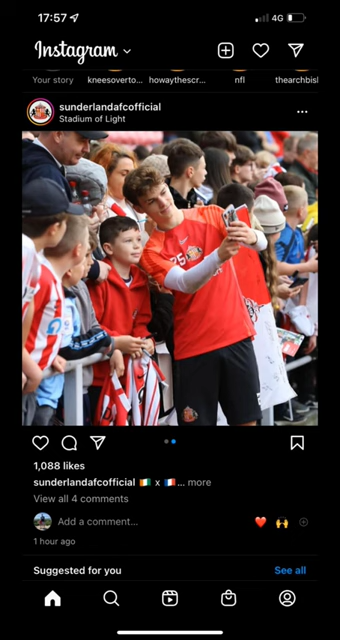 17:57
4G
Instagram
Your story
kneesoverto...
howaythescr...
nfl
thearchbisl
sunderlandafcofficial
Stadium of Light
25
1,088 likes
sunderlandafcofficial 🇮🇪 x 🇫🇷... more
View all 4 comments
Add a comment...
1 hour ago
Suggested for you
See all